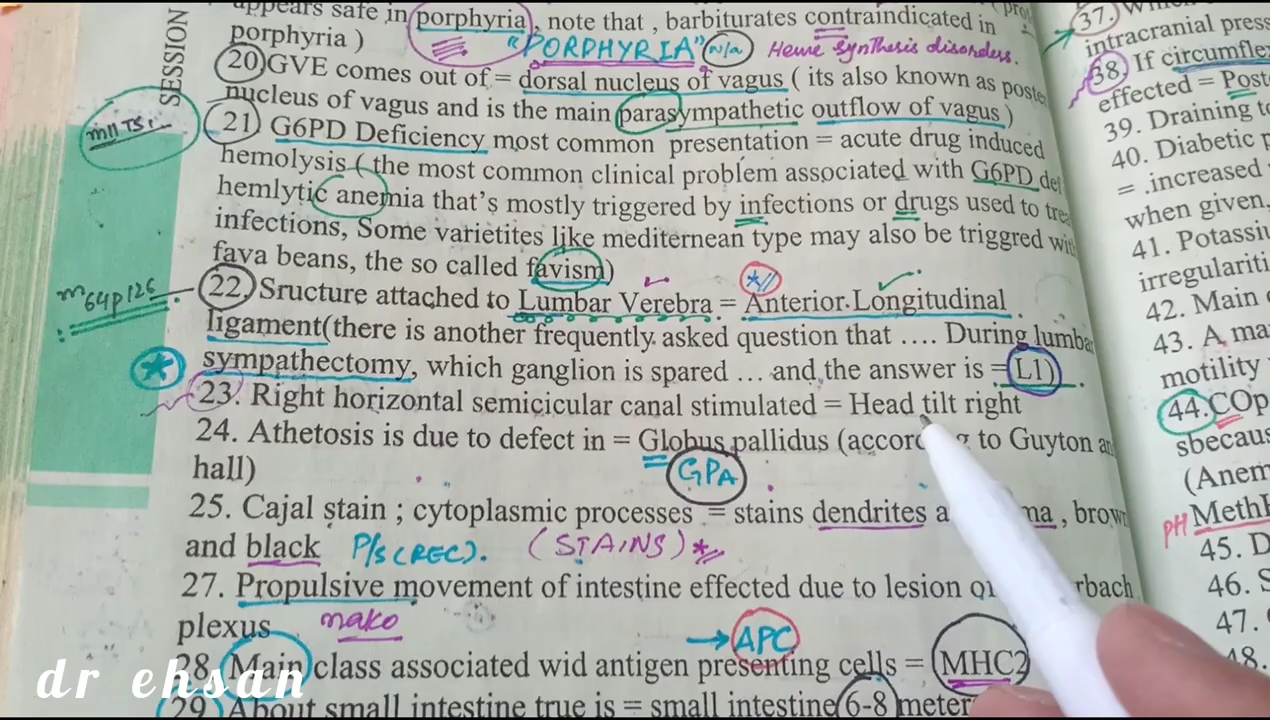 appears safe in porphyria, note that , barbiturates contraindicated in
porphyria ) "PORPHYRIA" n/a Heme synthesis disorders.
SESSION
20 GVE comes out of = dorsal nucleus of vagus ( its also known as poste
nucleus of vagus and is the main parasympathetic outflow of vagus )
21 G6PD Deficiency most common presentation = acute drug induced
hemolysis ( the most common clinical problem associated with G6PD def
hemlytic anemia that's mostly triggered by infections or drugs used to trea
infections, Some varietites like mediternean type may also be triggred with
fava beans, the so called favism)
m64p126
22. Sructure attached to Lumbar Verebra = Anterior Longitudinal
ligament(there is another frequently asked question that .... During lumba
sympathectomy, which ganglion is spared ... and the answer is = L1)
23. Right horizontal semicicular canal stimulated = Head tilt right
24. Athetosis is due to defect in = Globus pallidus (accor g to Guyton an
hall) GPA
25. Cajal stain ; cytoplasmic processes = stains dendrites a ma , brow
and black P/s (REC). (STAINS)
27. Propulsive movement of intestine effected due to lesion o rbach
plexus mako
APC
28. Main class associated wid antigen presenting cells = MHC2
29) About small intestine true is = small intestine 6-8 meter
dr ehsan
37.
intracranial press
38. If circumfle
effected = Post
39. Draining to
40. Diabetic p
= .increased
when given,
41. Potassiu
irregulariti
42. Main
43. A ma
motility
44. COp
sbecaus
(Anem
PH MethH
45. D
46. S
47.
48.